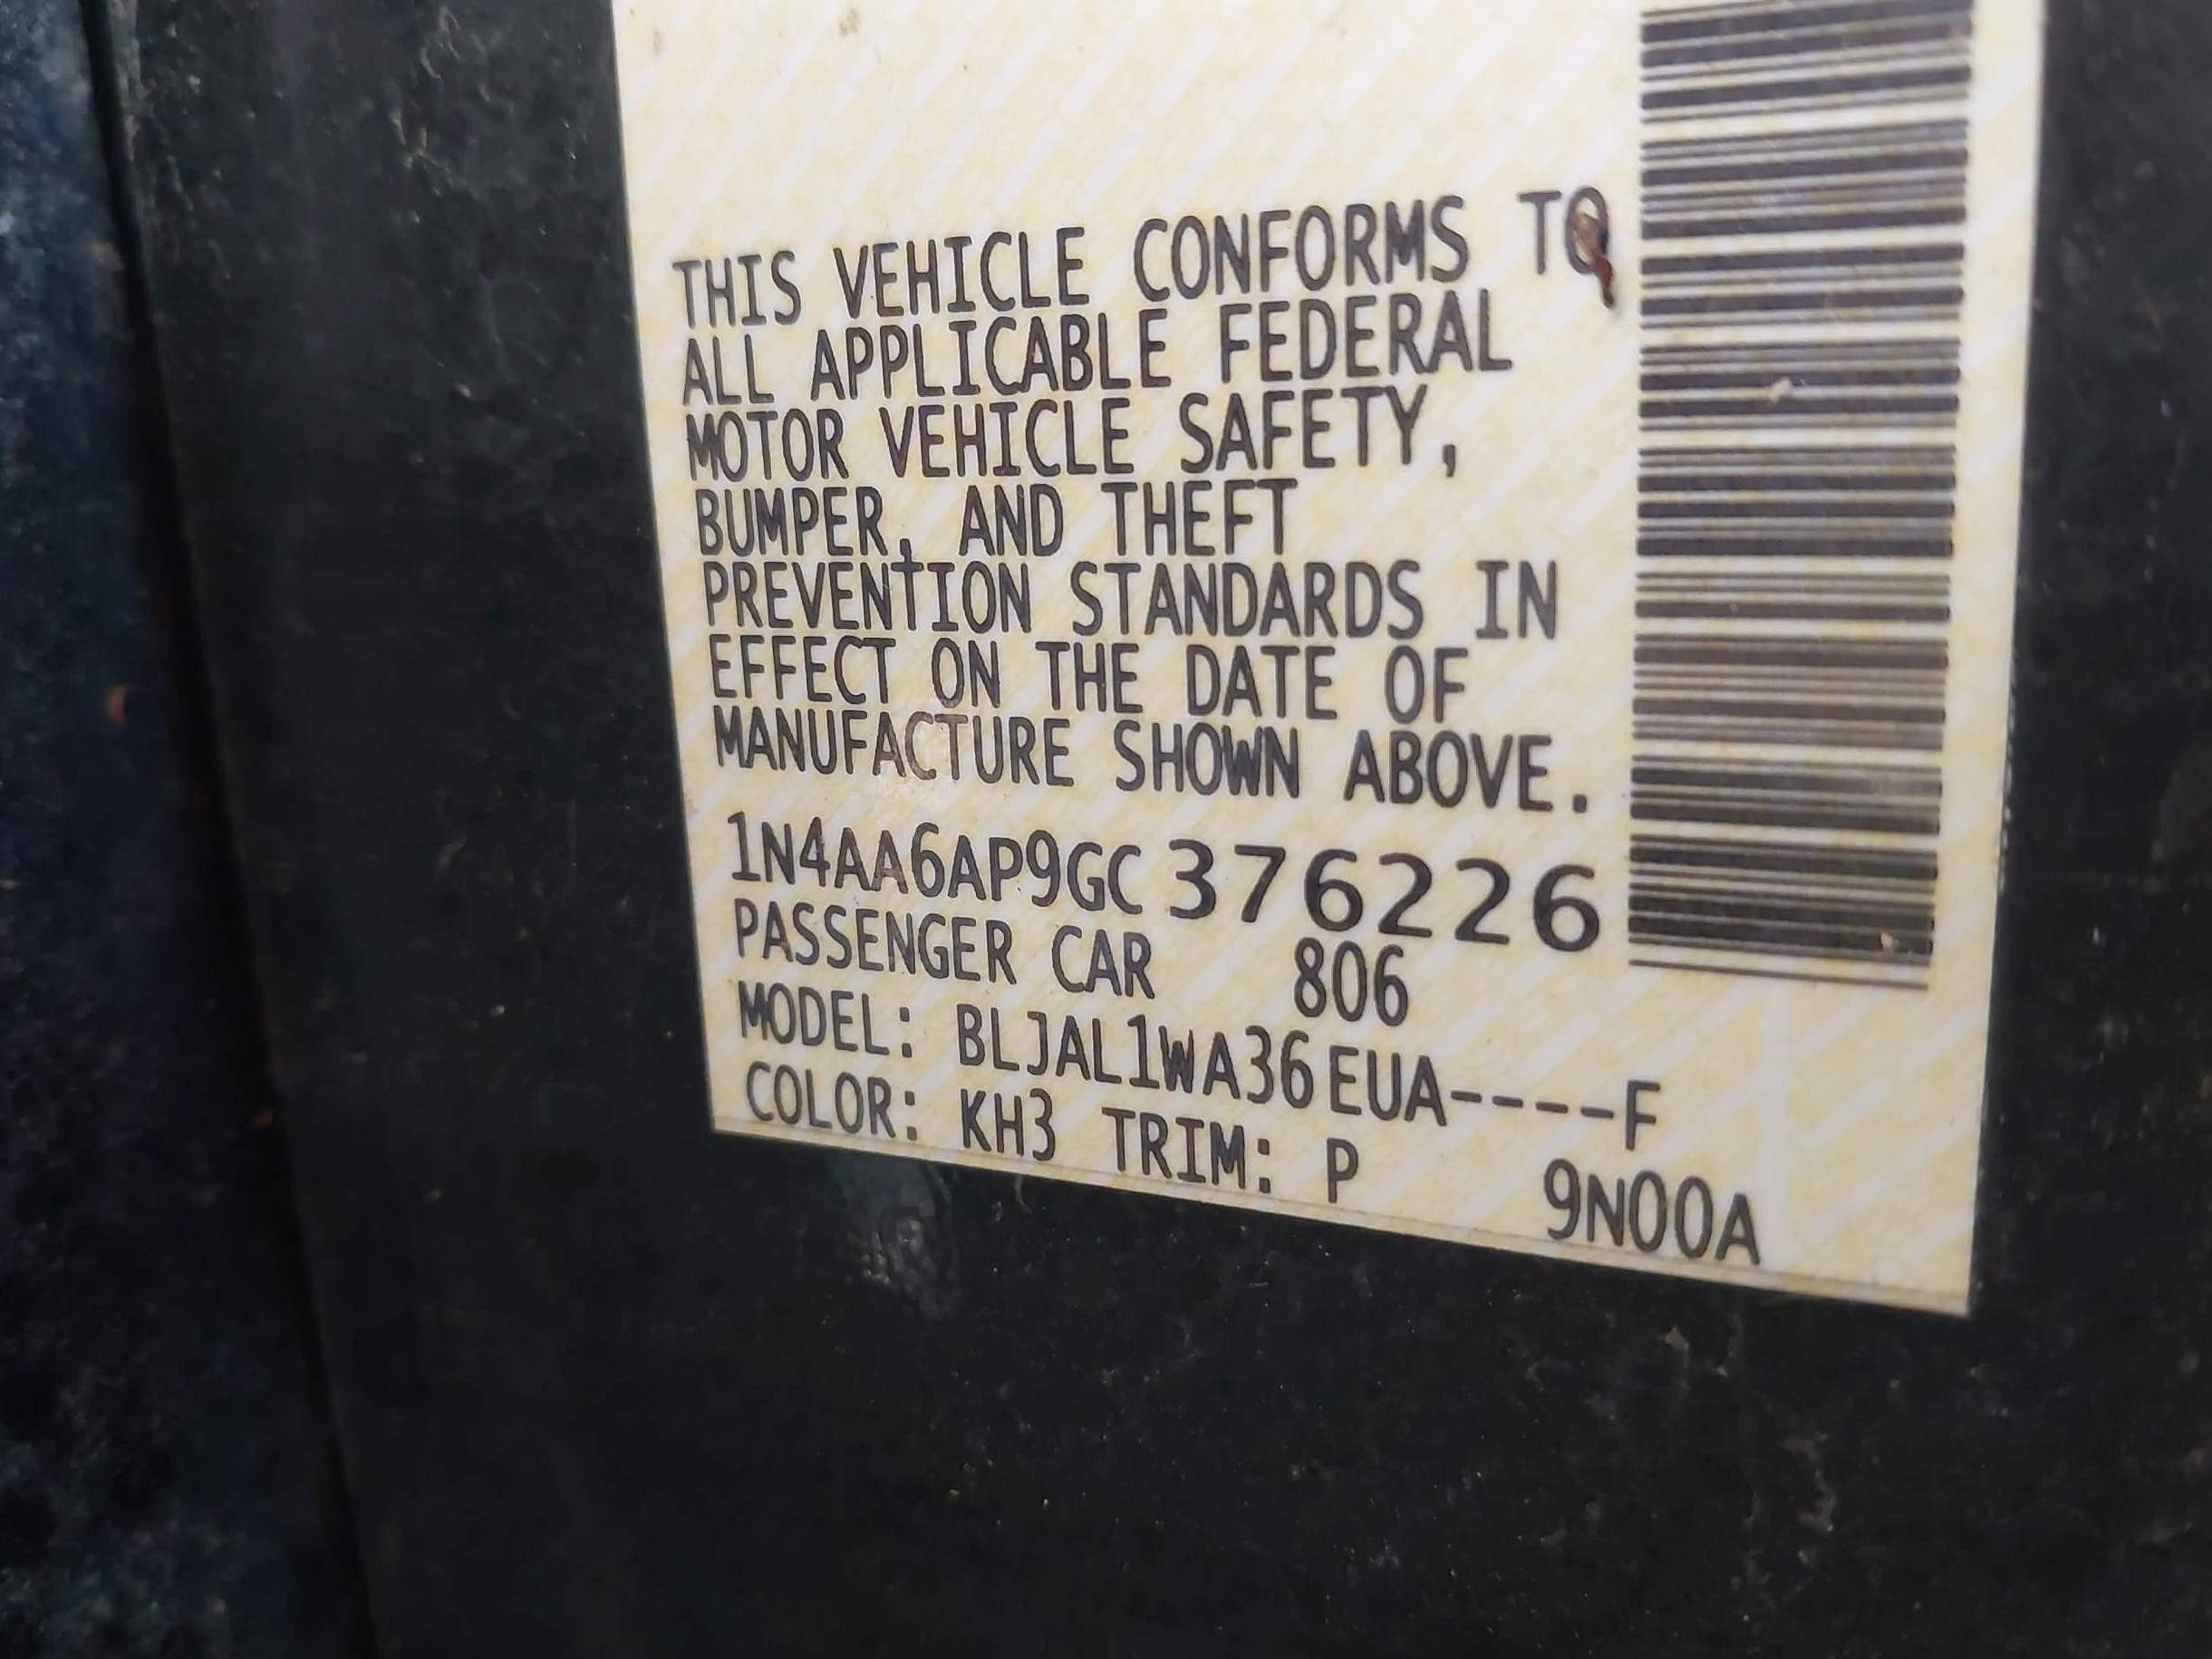 THIS VEHICLE CONFORMS TO
ALL APPLICABLE FEDERAL
MOTOR VEHICLE SAFETY,
BUMPER, AND THEFT
PREVENTION STANDARDS IN
EFFECT ON THE DATE OF
MANUFACTURE SHOWN ABOVE.
1N4AA6AP9GC376226
PASSENGER CAR 806
MODEL: BLJAL1WA36EUA----F
COLOR: KH3 TRIM: P 9N00A